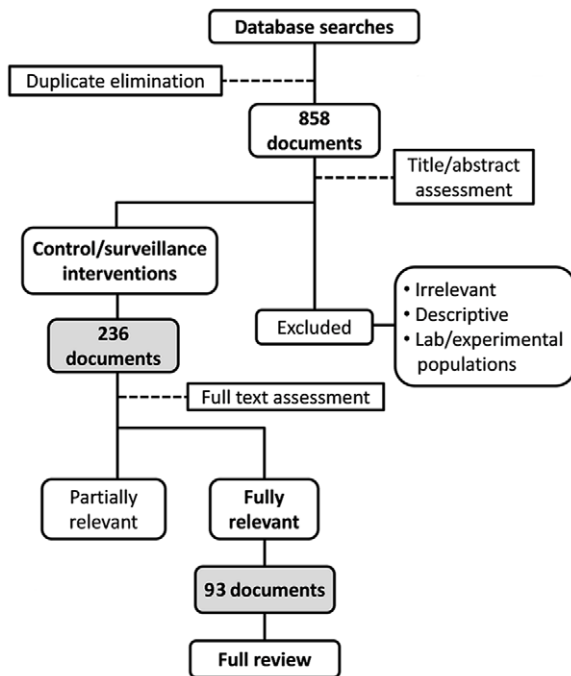 Database searches
Duplicate elimination
858
documents
Title/abstract
assessment
Control/surveillance
interventions
• Irrelevant
• Descriptive
• Lab/experimental
populations
Excluded
236
documents
Full text assessment
Partially
relevant
Fully
relevant
93 documents
Full review